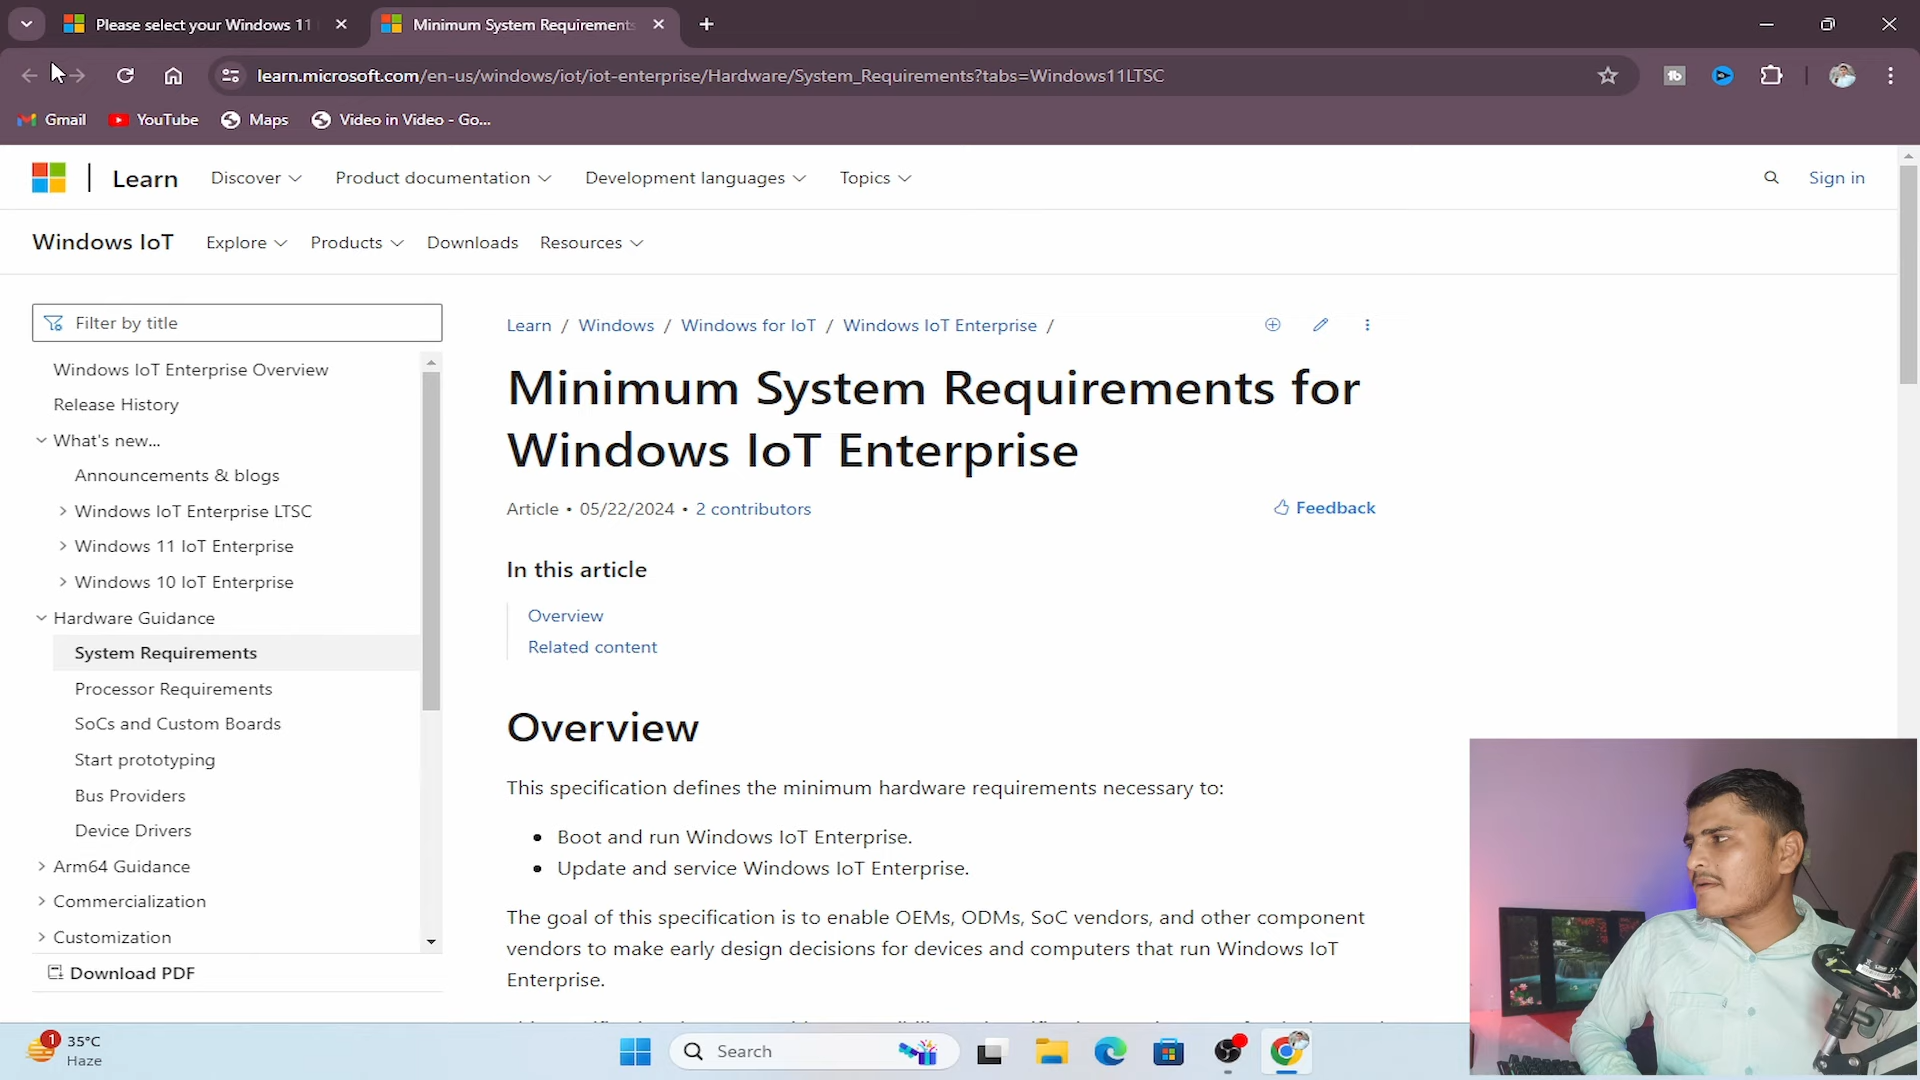 Please select your Windows 11
Minimum System Requirements
learn.microsoft.com/en-us/windows/iot/iot-enterprise/Hardware/System_Requirements?tabs=Windows11LTSC
Gmail
YouTube
Maps
Video in Video - Go...
Learn
Discover
Product documentation
Development languages
Topics
Sign in
Windows IoT
Explore
Products
Downloads
Resources
Filter by title
Windows IoT Enterprise Overview
Release History
What's new...
Announcements & blogs
Windows IoT Enterprise LTSC
Windows 11 IoT Enterprise
Windows 10 IoT Enterprise
Hardware Guidance
System Requirements
Processor Requirements
SoCs and Custom Boards
Start prototyping
Bus Providers
Device Drivers
Arm64 Guidance
Commercialization
Customization
Download PDF
Learn / Windows / Windows for IoT / Windows IoT Enterprise /
Minimum System Requirements for
Windows IoT Enterprise
Article • 05/22/2024 • 2 contributors
Feedback
In this article
Overview
Related content
Overview
This specification defines the minimum hardware requirements necessary to:
• Boot and run Windows IoT Enterprise.
• Update and service Windows IoT Enterprise.
The goal of this specification is to enable OEMs, ODMs, SoC vendors, and other component
vendors to make early design decisions for devices and computers that run Windows IoT
Enterprise.
1
35°C
Haze
Search